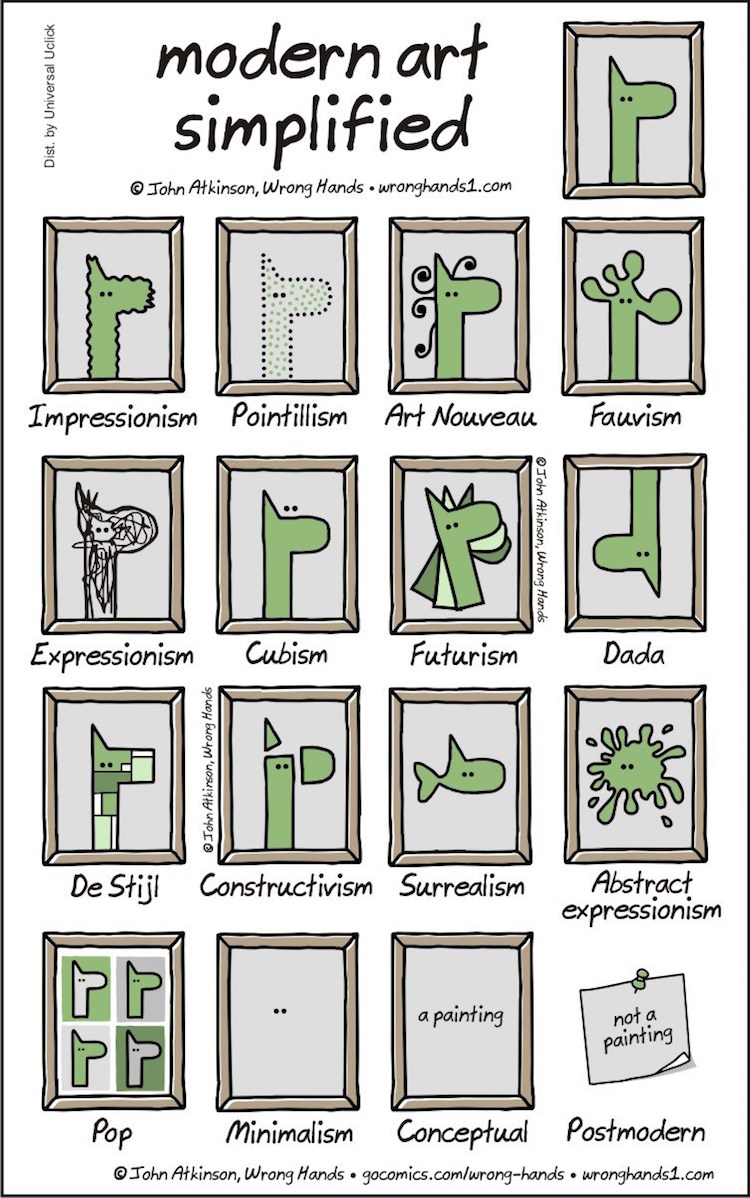 Dist. by Universal Uclick
modern art
simplified
© John Atkinson, Wrong Hands • wronghands1.com
Impressionism
Pointillism
Art Nouveau
Fauvism
© John Atkinson, Wrong Hands
Expressionism
Cubism
Futurism
Dada
© John Atkinson, Wrong Hands
De Stijl
Constructivism
Surrealism
Abstract
expressionism
a painting
not a
painting
Pop
Minimalism
Conceptual
Postmodern
© John Atkinson, Wrong Hands • gocomics.com/wrong-hands • wronghands1.com